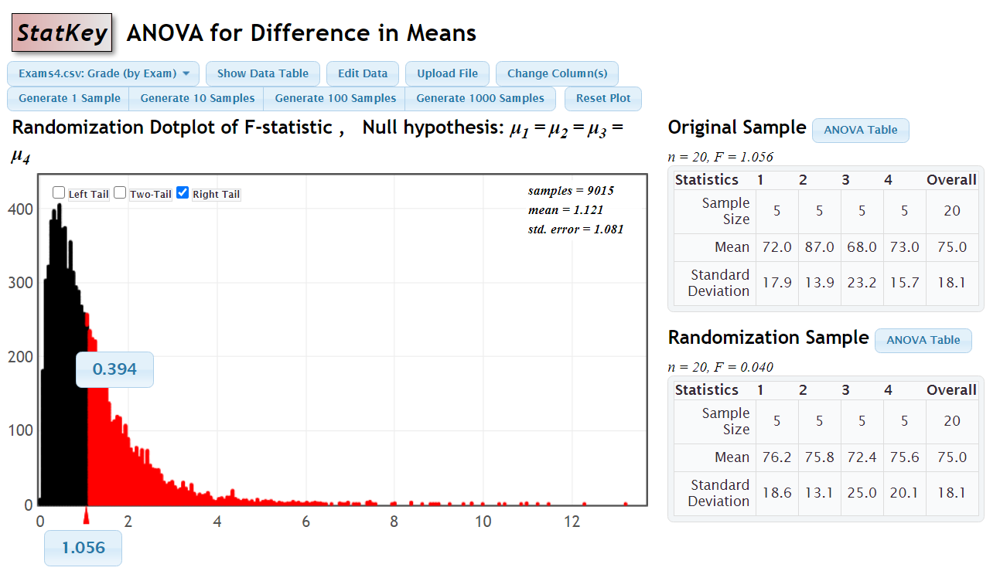 StatKey ANOVA for Difference in Means
Exams4.csv: Grade (by Exam) Show Data Table Edit Data Upload File Change Column(s)
Generate 1 Sample Generate 10 Samples Generate 100 Samples Generate 1000 Samples Reset Plot
Randomization Dotplot of F-statistic , Null hypothesis: μ1 = μ2 = μ3 =
μ4
Left Tail Two-Tail Right Tail
samples = 9015
mean = 1.121
std. error = 1.081
400
300
200
100
0
0.394
0 2 4 6 8 10 12
1.056
Original Sample ANOVA Table
n = 20, F = 1.056
Statistics 1 2 3 4 Overall
Sample
Size 5 5 5 5 20
Mean 72.0 87.0 68.0 73.0 75.0
Standard
Deviation 17.9 13.9 23.2 15.7 18.1
Randomization Sample ANOVA Table
n = 20, F = 0.040
Statistics 1 2 3 4 Overall
Sample
Size 5 5 5 5 20
Mean 76.2 75.8 72.4 75.6 75.0
Standard
Deviation 18.6 13.1 25.0 20.1 18.1